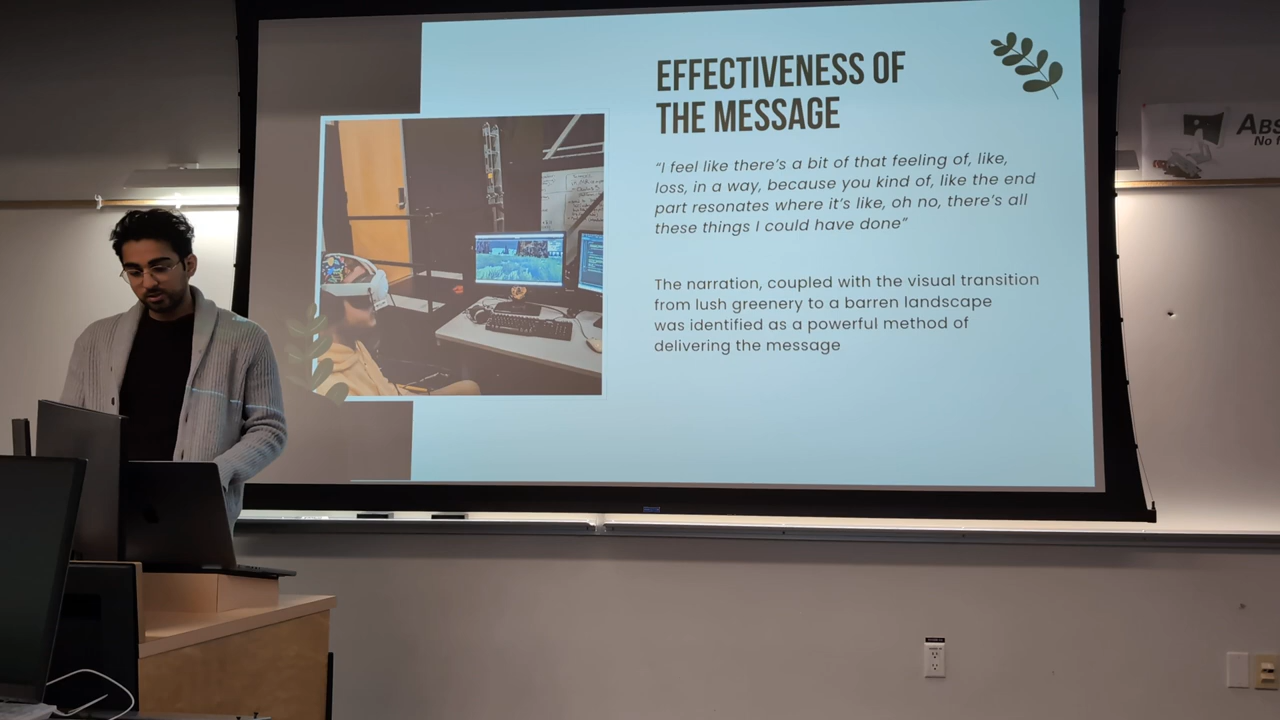 EFFECTIVENESS OF
THE MESSAGE
“I feel like there’s a bit of that feeling of, like,
loss, in a way, because you kind of, like the end
part resonates where it’s like, oh no, there’s all
these things I could have done”
The narration, coupled with the visual transition
from lush greenery to a barren landscape
was identified as a powerful method of
delivering the message
No